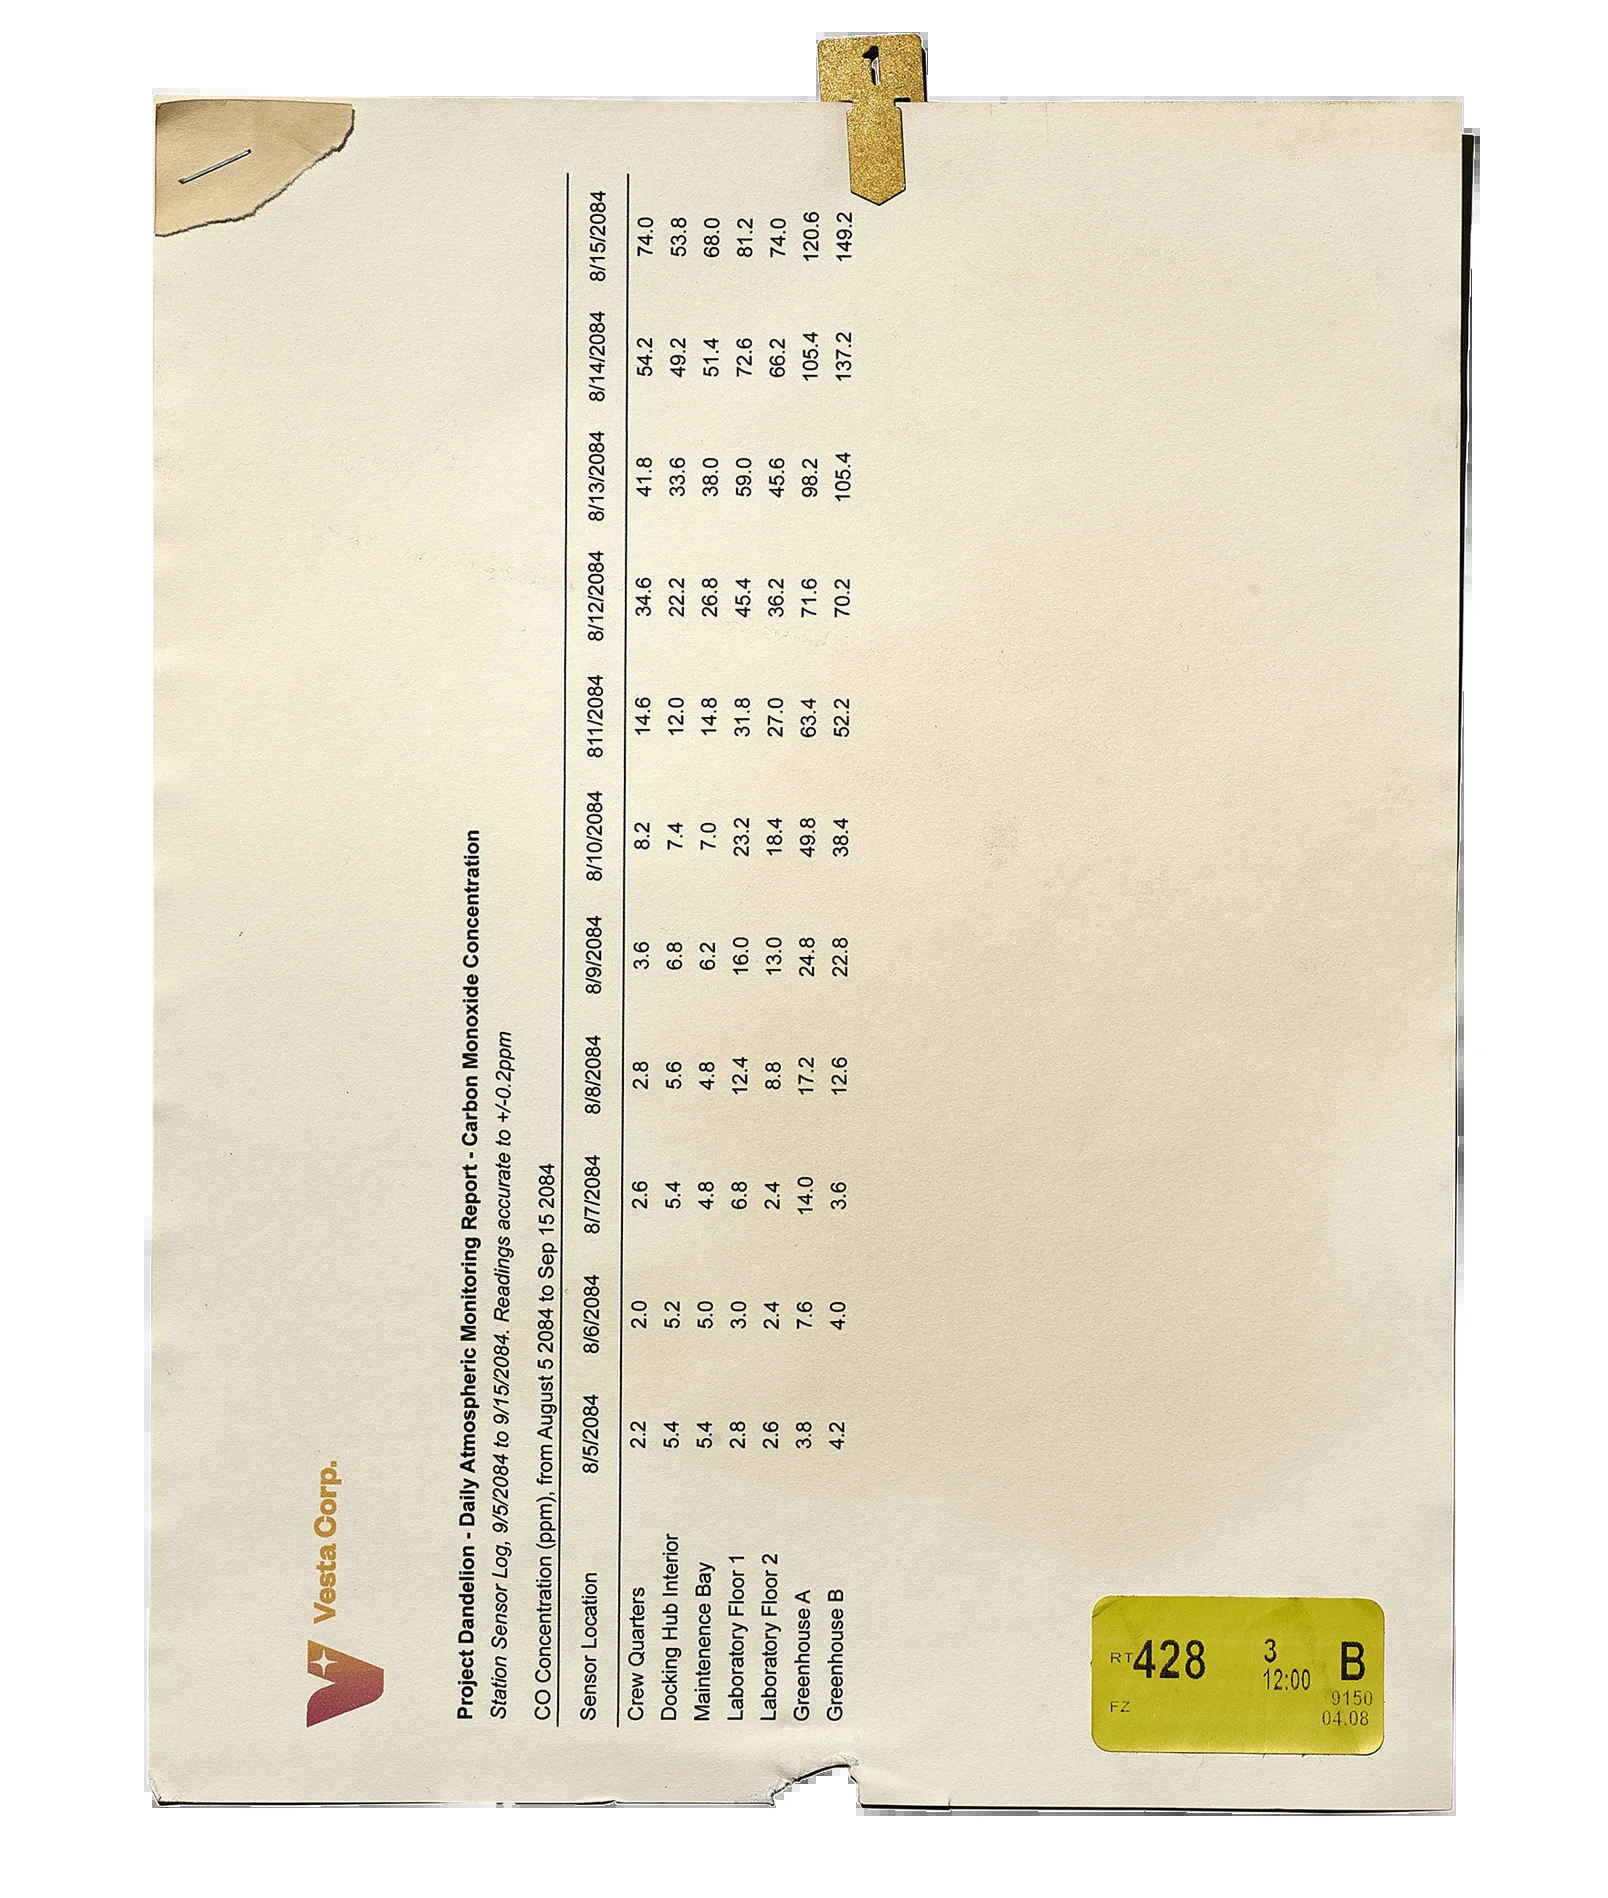 1
Vesta Corp.
Project Dandelion - Daily Atmospheric Monitoring Report - Carbon Monoxide Concentration
Station Sensor Log, 9/5/2084 to 9/15/2084. Readings accurate to +/-0.2ppm
CO Concentration (ppm), from August 5 2084 to Sep 15 2084
Sensor Location 8/5/2084 8/6/2084 8/7/2084 8/8/2084 8/9/2084 8/10/2084 811/2084 8/12/2084 8/13/2084 8/14/2084 8/15/2084
Crew Quarters 2.2 2.0 2.6 2.8 3.6 8.2 14.6 34.6 41.8 54.2 74.0
Docking Hub Interior 5.4 5.2 5.4 5.6 6.8 7.4 12.0 22.2 33.6 49.2 53.8
Maintenence Bay 5.4 5.0 4.8 4.8 6.2 7.0 14.8 26.8 38.0 51.4 68.0
Laboratory Floor 1 2.8 3.0 6.8 12.4 16.0 23.2 31.8 45.4 59.0 72.6 81.2
Laboratory Floor 2 2.6 2.4 2.4 8.8 13.0 18.4 27.0 36.2 45.6 66.2 74.0
Greenhouse A 3.8 7.6 14.0 17.2 24.8 49.8 63.4 71.6 98.2 105.4 120.6
Greenhouse B 4.2 4.0 3.6 12.6 22.8 38.4 52.2 70.2 105.4 137.2 149.2
RT 428 3 B
12:00
FZ 9150
04.08